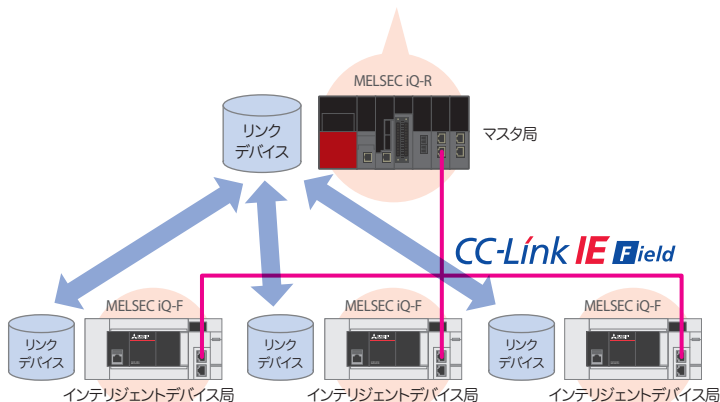 MELSEC iQ-R
リンク
デバイス
マスタ局
CC-Link IE Field
MELSEC iQ-F
MELSEC iQ-F
MELSEC iQ-F
リンク
デバイス
リンク
デバイス
リンク
デバイス
インテリジェントデバイス局
インテリジェントデバイス局
インテリジェントデバイス局